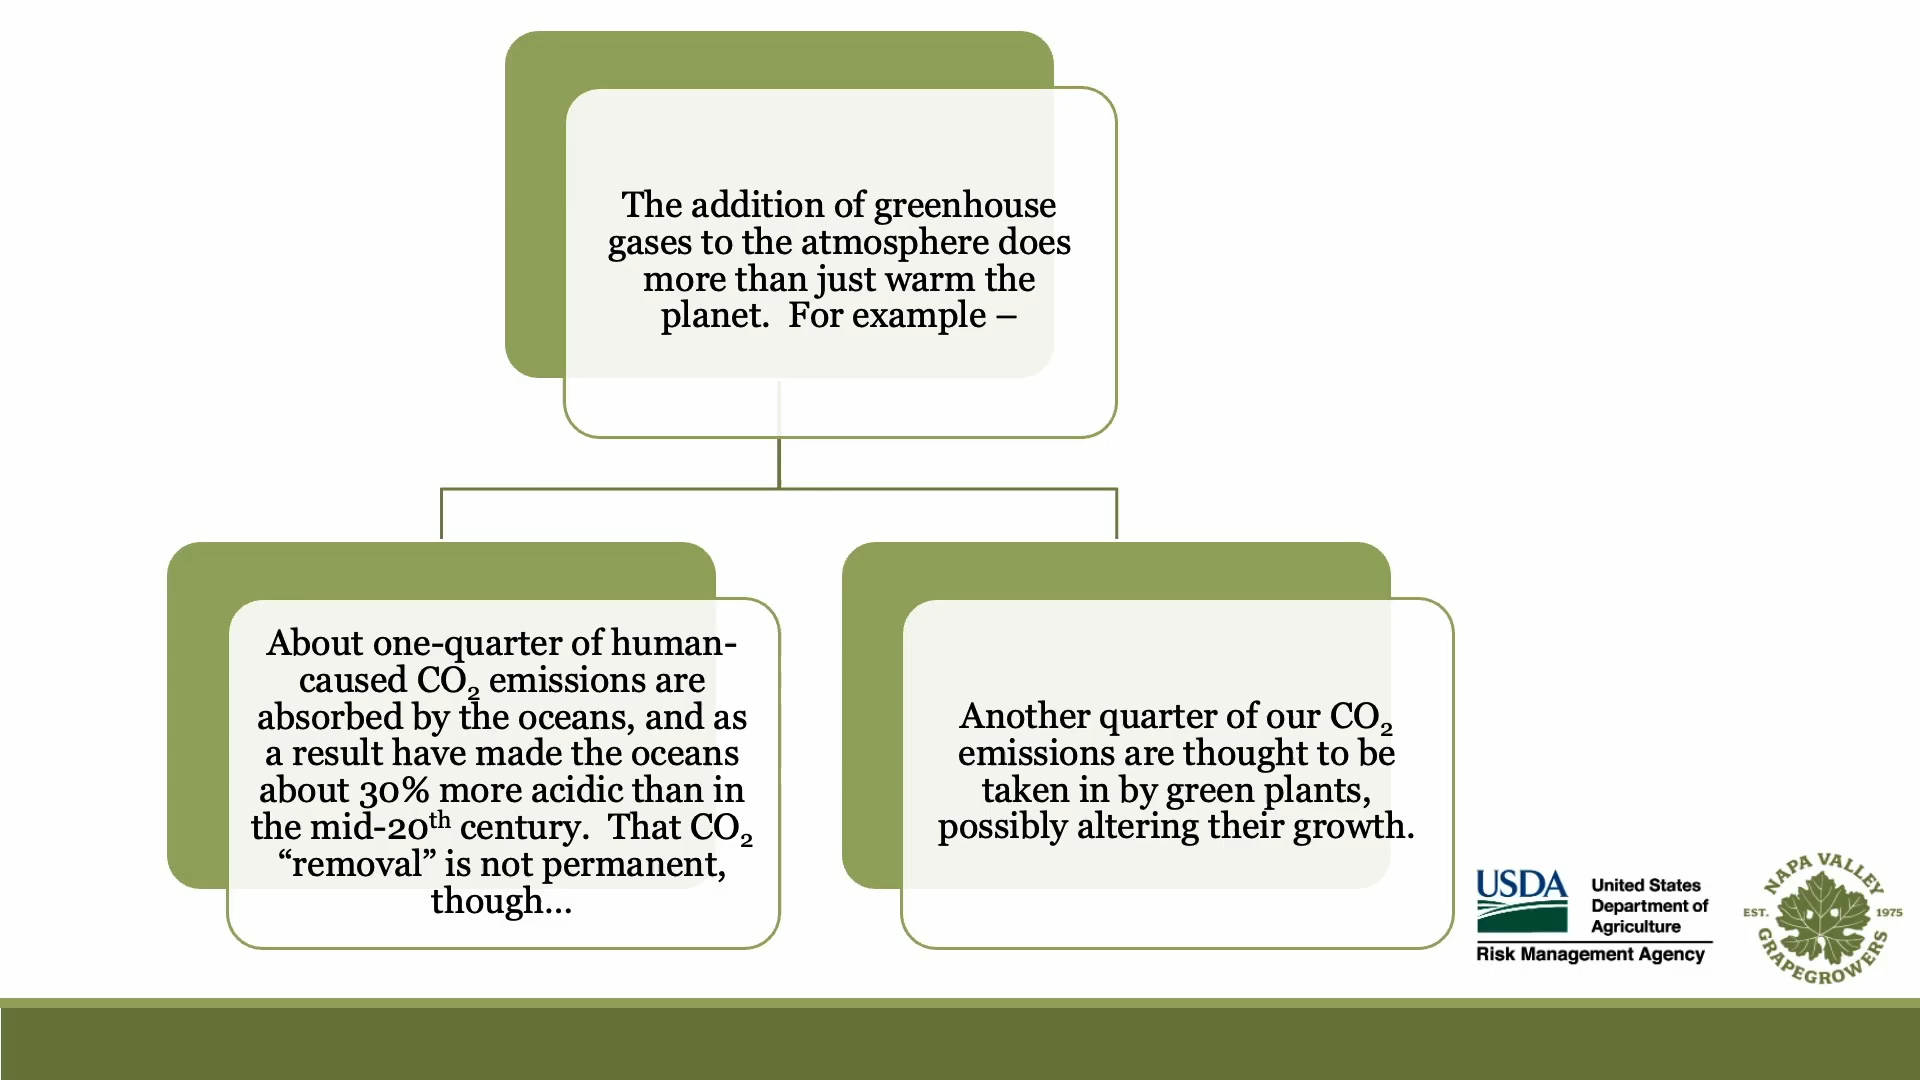 The addition of greenhouse
gases to the atmosphere does
more than just warm the
planet.  For example –
About one-quarter of human-
caused CO₂ emissions are
absorbed by the oceans, and as
a result have made the oceans
about 30% more acidic than in
the mid-20th century.  That CO₂
“removal” is not permanent,
though…
Another quarter of our CO₂
emissions are thought to be
taken in by green plants,
possibly altering their growth.
USDA
United States
Department of
Agriculture
Risk Management Agency
NAPA VALLEY
EST. 1975
GRAPEGROWERS